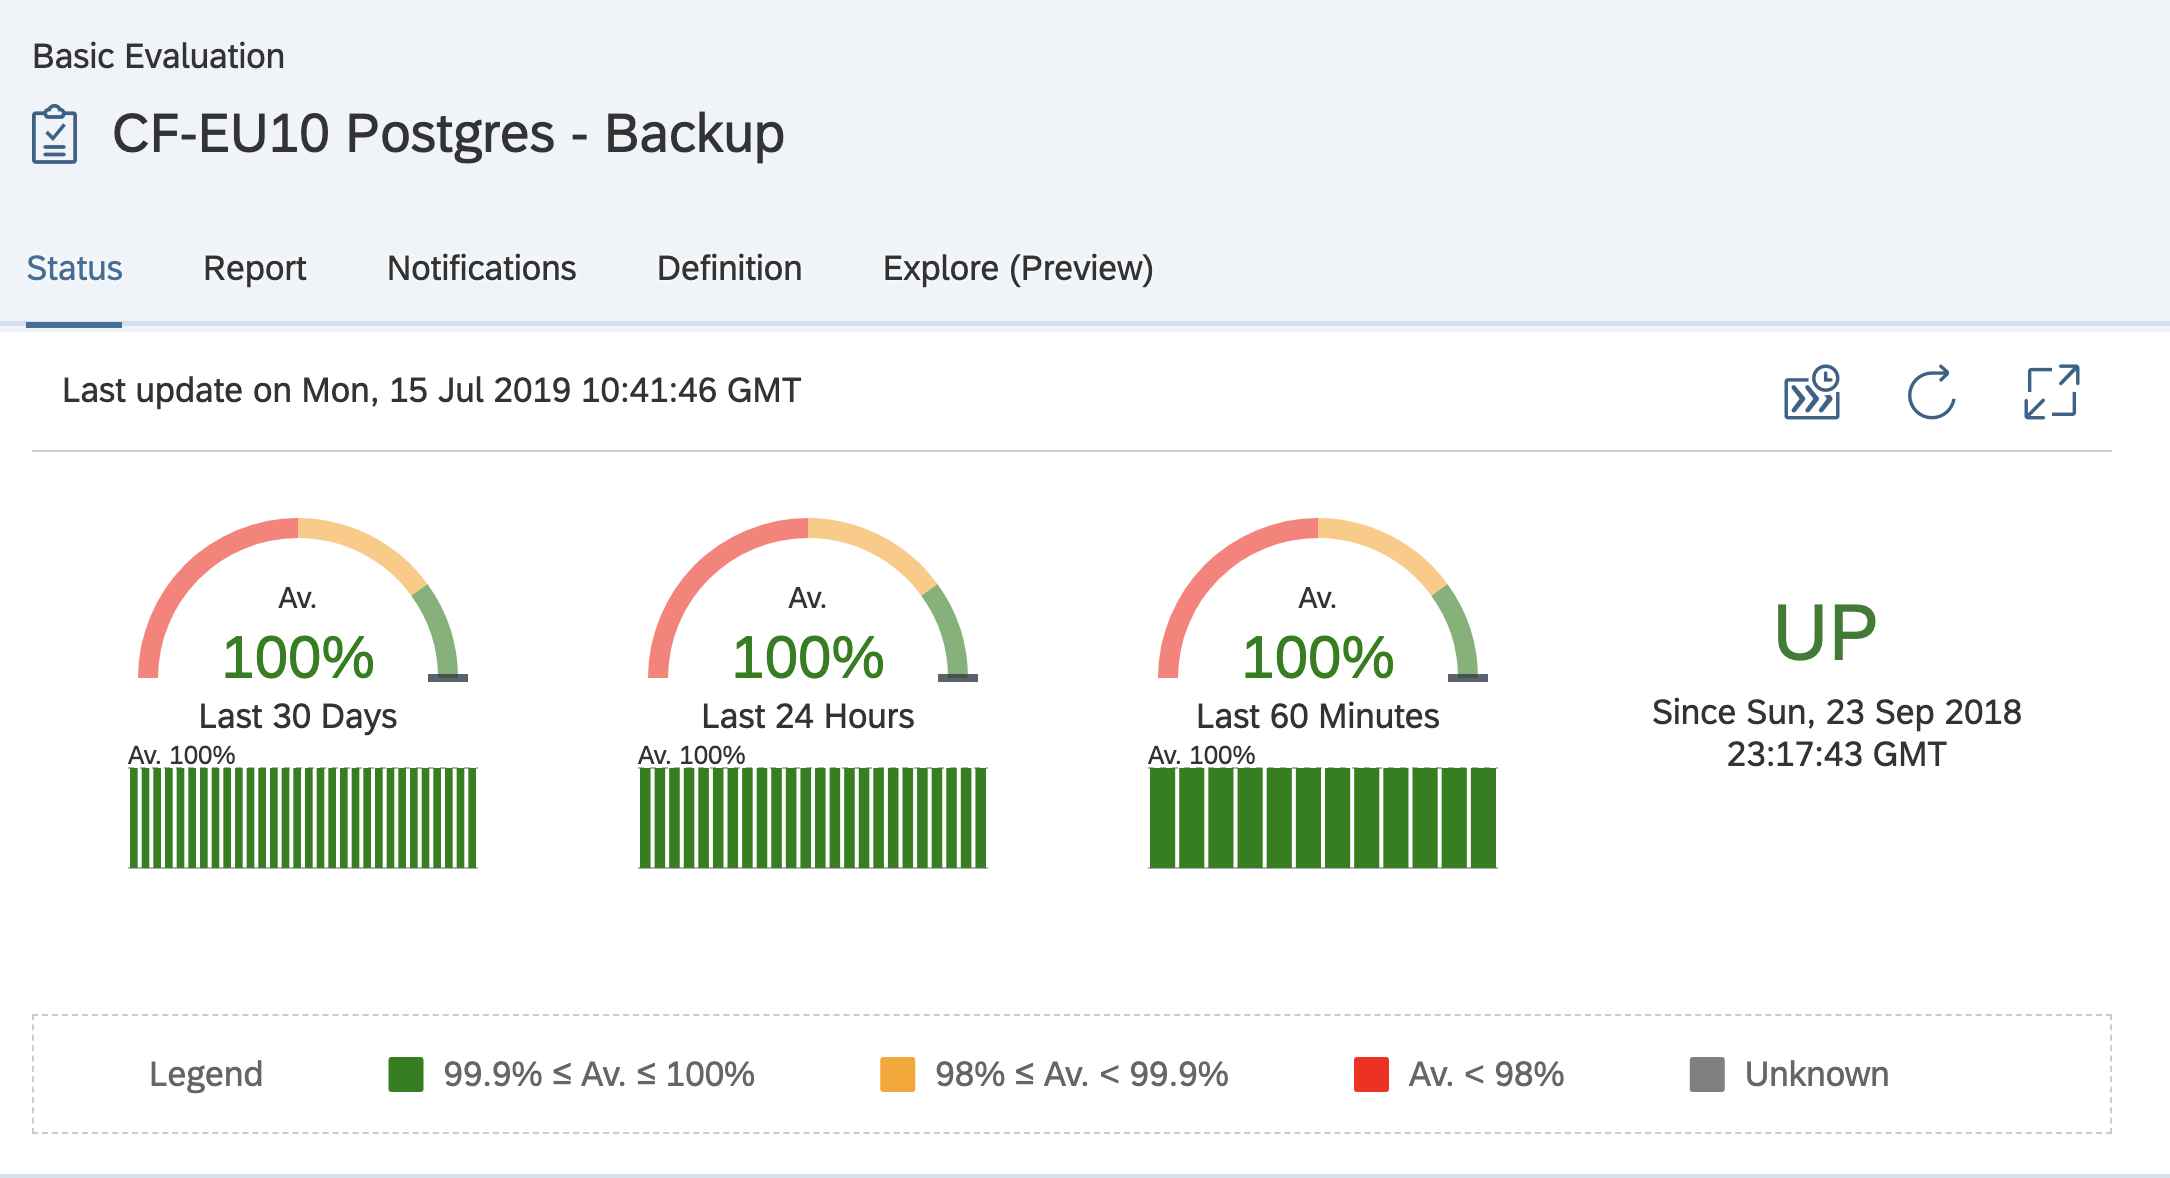 Basic Evaluation
CF-EU10 Postgres - Backup
Status Report Notifications Definition Explore (Preview)
Last update on Mon, 15 Jul 2019 10:41:46 GMT
Av.
100%
Last 30 Days
Av. 100%
Av.
100%
Last 24 Hours
Av. 100%
Av.
100%
Last 60 Minutes
Av. 100%
UP
Since Sun, 23 Sep 2018
23:17:43 GMT
Legend 99.9% ≤ Av. ≤ 100% 98% ≤ Av. < 99.9% Av. < 98% Unknown